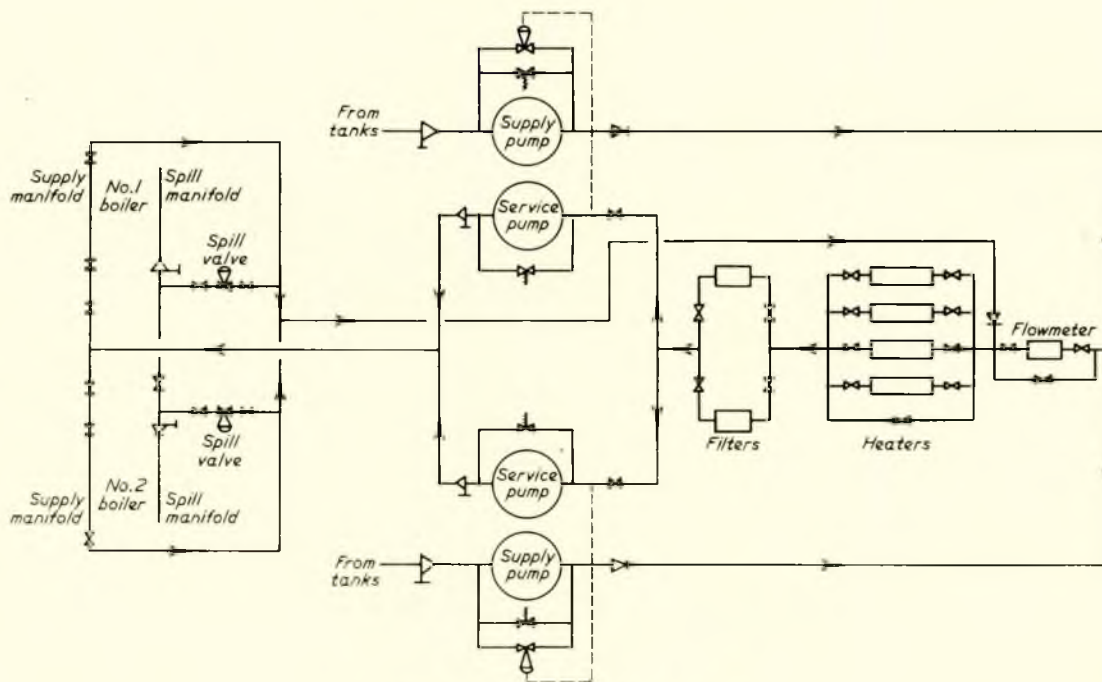 From
tanks
Supply
pump
Supply
manifold
No.1
boiler
Spill
manifold
Spill
valve
Service
pump
Flowmeter
Filters
Heaters
Spill
valve
Service
pump
Supply
manifold
No.2
boiler
Spill
manifold
From
tanks
Supply
pump